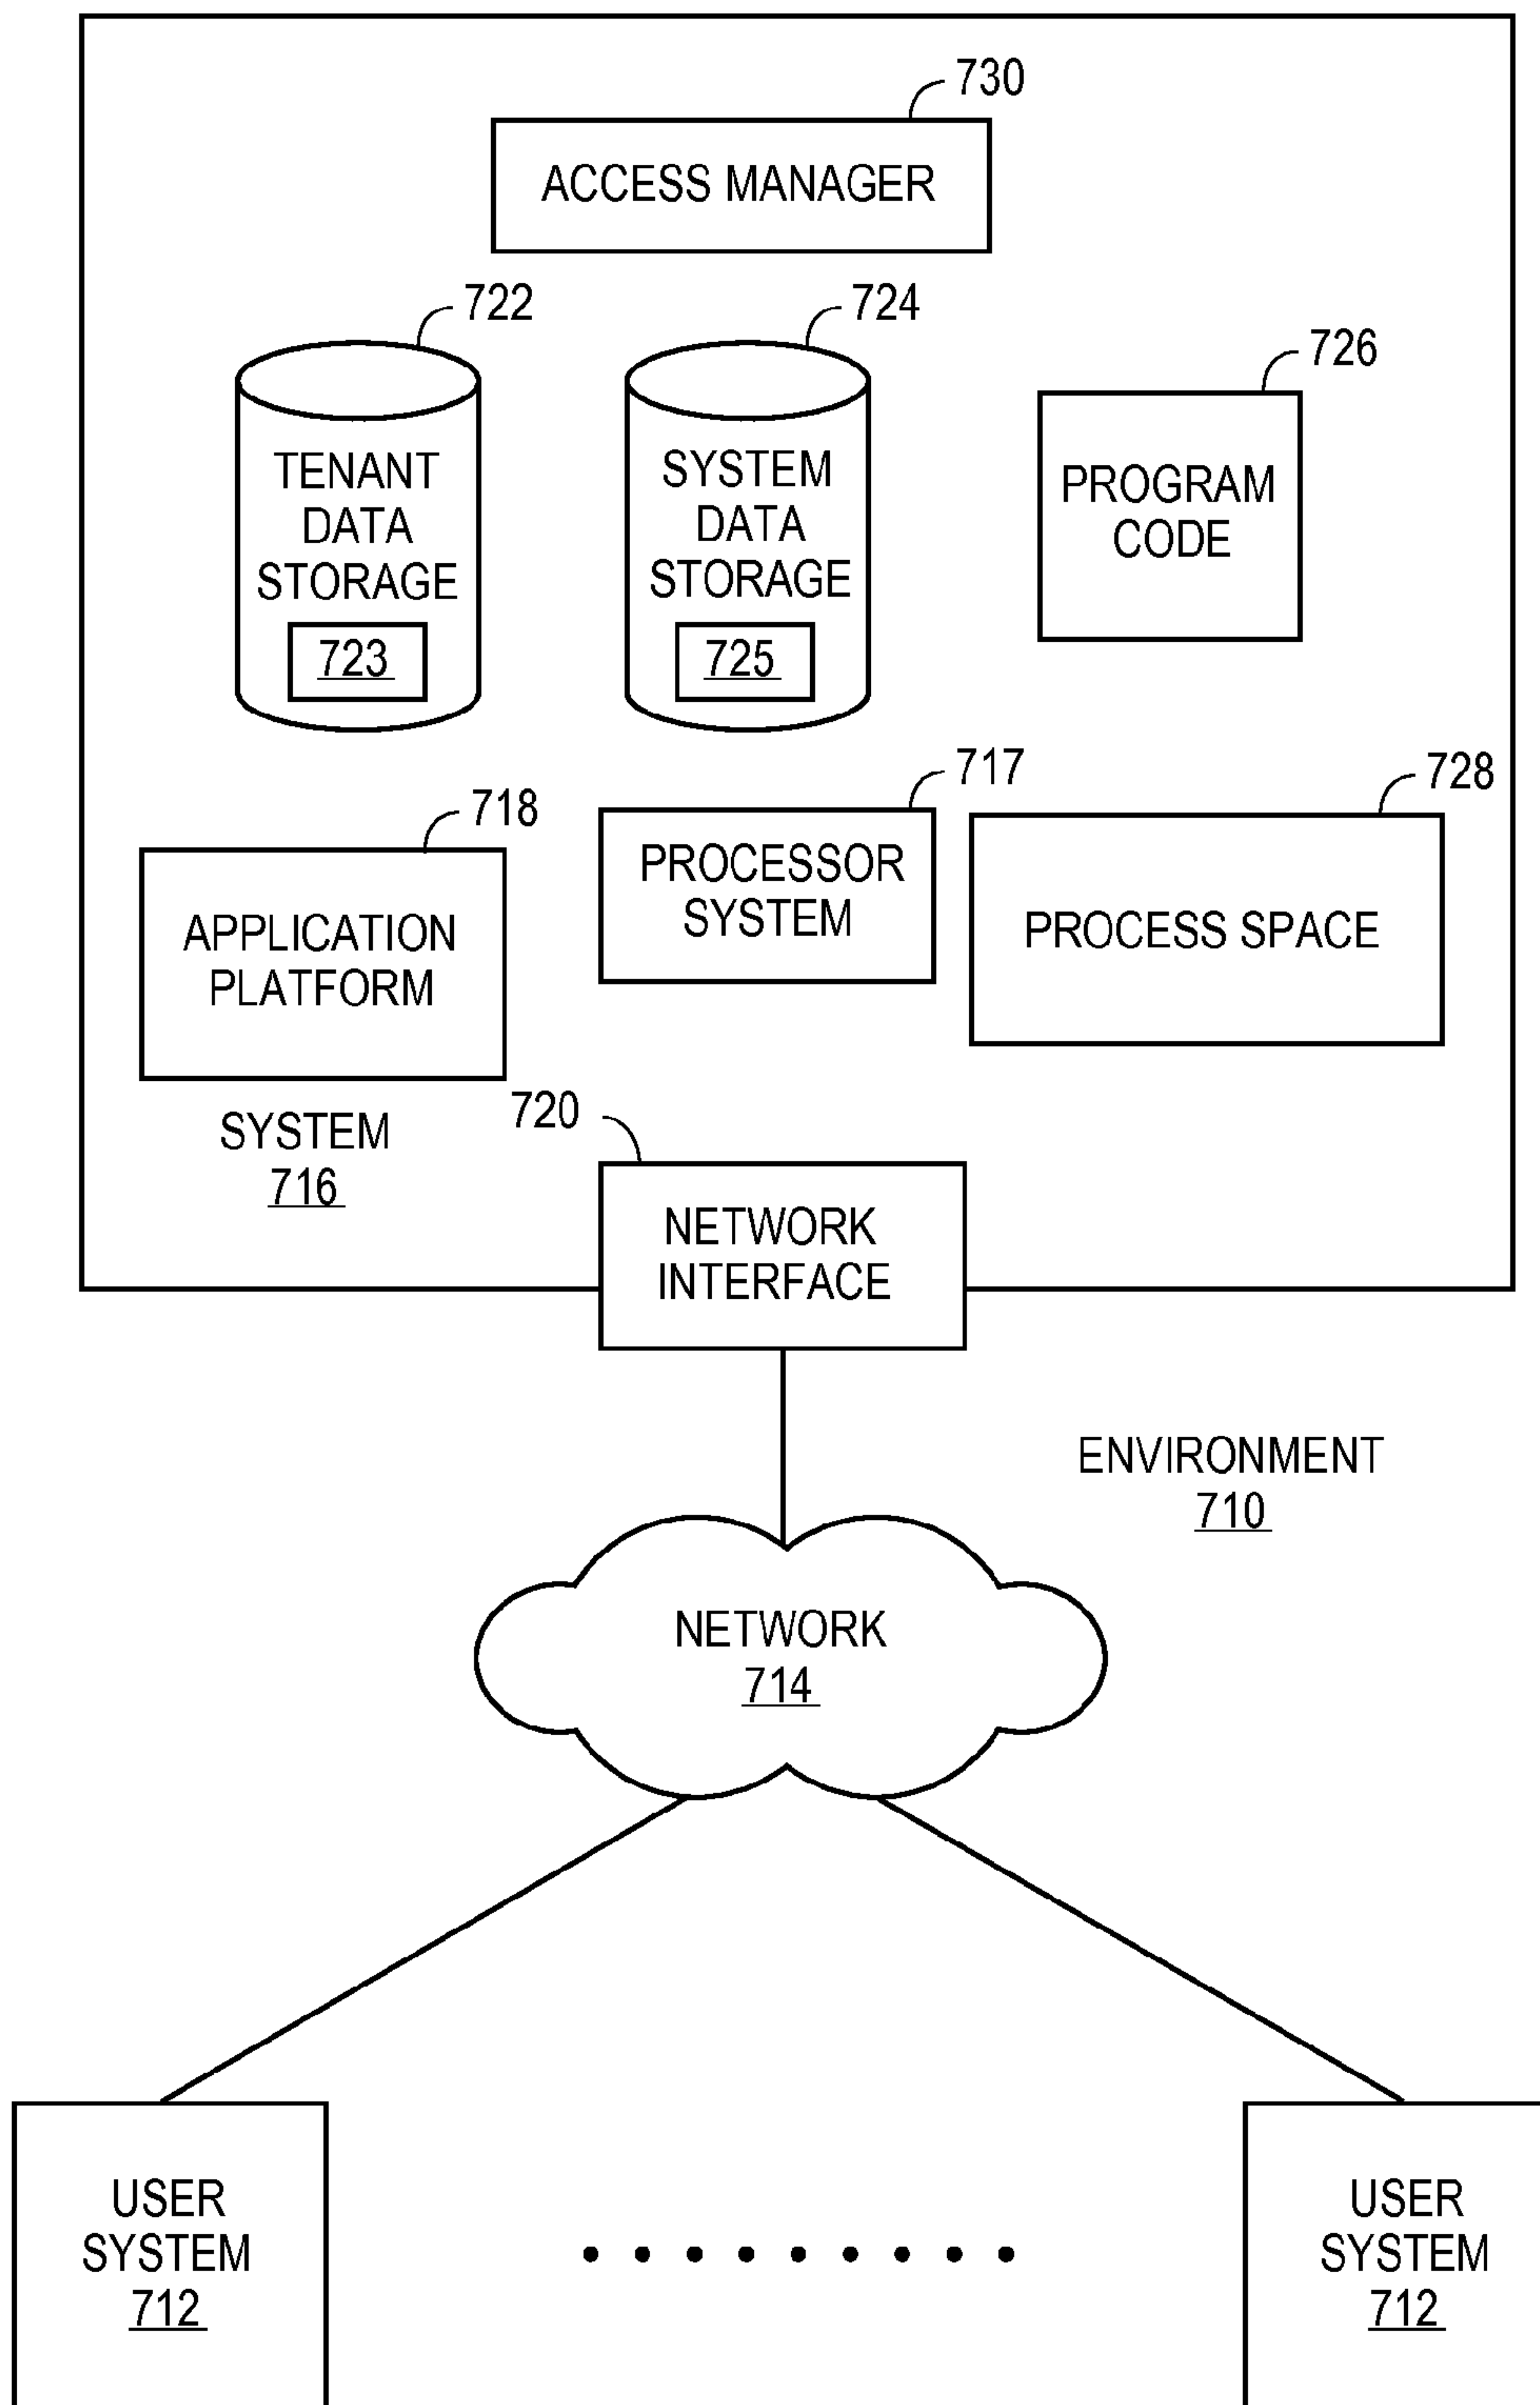 730
ACCESS MANAGER
722
724
726
TENANT
DATA
STORAGE
723
SYSTEM
DATA
STORAGE
725
PROGRAM
CODE
718
717
728
APPLICATION
PLATFORM
PROCESSOR
SYSTEM
PROCESS SPACE
SYSTEM
716
720
NETWORK
INTERFACE
ENVIRONMENT
710
NETWORK
714
USER
SYSTEM
712
USER
SYSTEM
712